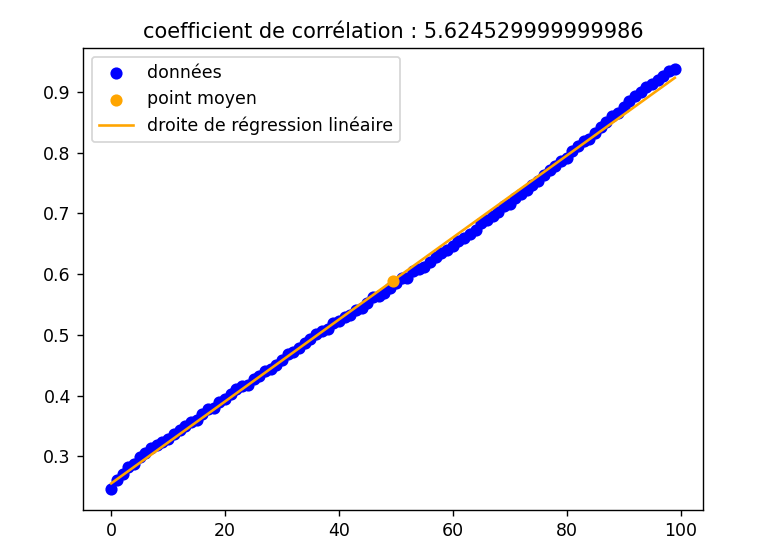 coefficient de corrélation : 5.624529999999986
données
point moyen
droite de régression linéaire
0.9
0.8
0.7
0.6
0.5
0.4
0.3
0 20 40 60 80 100